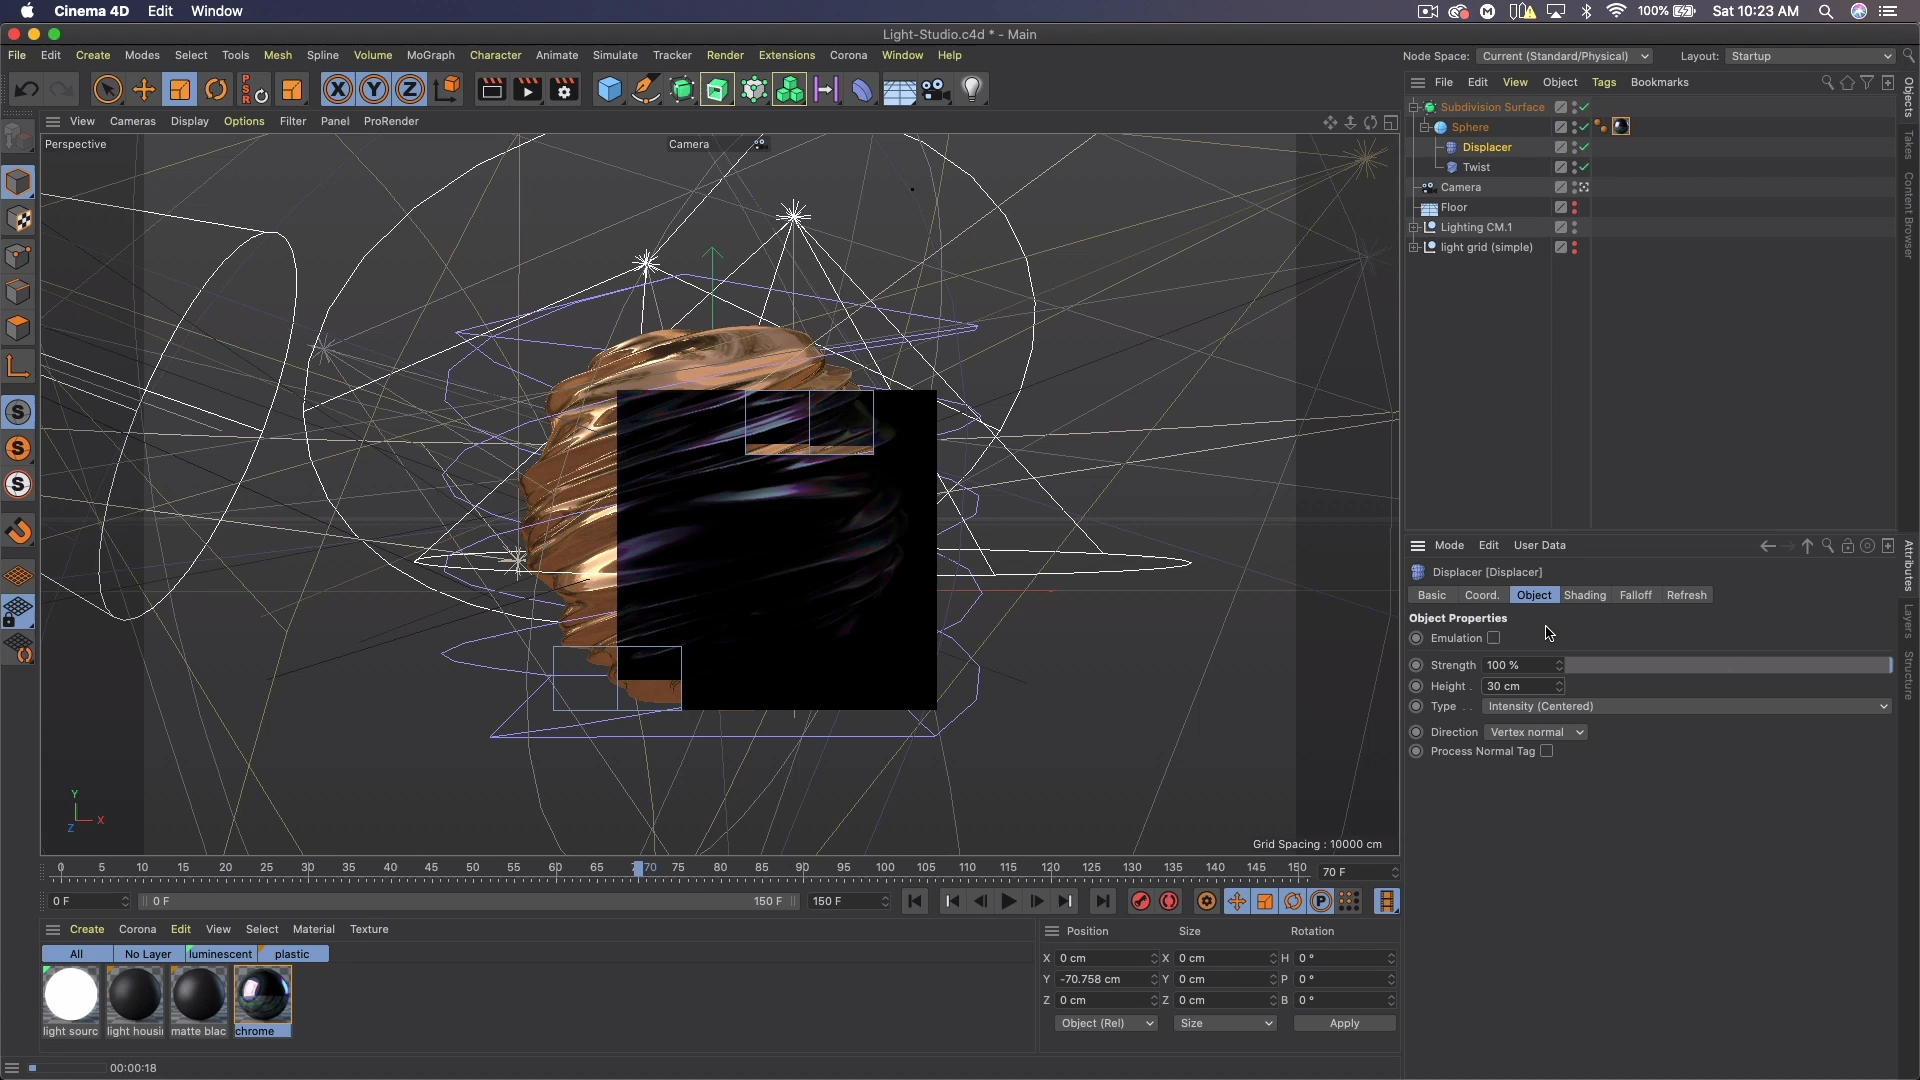 Cinema 4D Edit Window
100% Sat 10:23 AM
Light-Studio.c4d * - Main
File Edit Create Modes Select Tools Mesh Spline Volume MoGraph Character Animate Simulate Tracker Render Extensions Corona Window Help
Node Space: Current (Standard/Physical) Layout: Startup
PSR X Y Z
File Edit View Object Tags Bookmarks
View Cameras Display Options Filter Panel ProRender
Perspective
Camera
Subdivision Surface
Sphere
Displacer
Twist
Camera
Floor
Lighting CM.1
light grid (simple)
Objects
Takes
Content Browser
S
S
S
Y
X
Z
Grid Spacing : 10000 cm
Mode Edit User Data
Displacer [Displacer]
Basic Coord. Object Shading Falloff Refresh
Object Properties
Emulation
Strength 100 %
Height . 30 cm
Type . . Intensity (Centered)
Direction Vertex normal
Process Normal Tag
Attributes
Layers
Structure
0 5 10 15 20 25 30 35 40 45 50 55 60 65 70 75 80 85 90 95 100 105 110 115 120 125 130 135 140 145 150 70 F
0 F 0 F 150 F 150 F P
Create Corona Edit View Select Material Texture
All No Layer luminescent plastic
light sourc light housi matte blac chrome
Position Size Rotation
X 0 cm X 0 cm H 0 °
Y -70.758 cm Y 0 cm P 0 °
Z 0 cm Z 0 cm B 0 °
Object (Rel) Size Apply
00:00:18